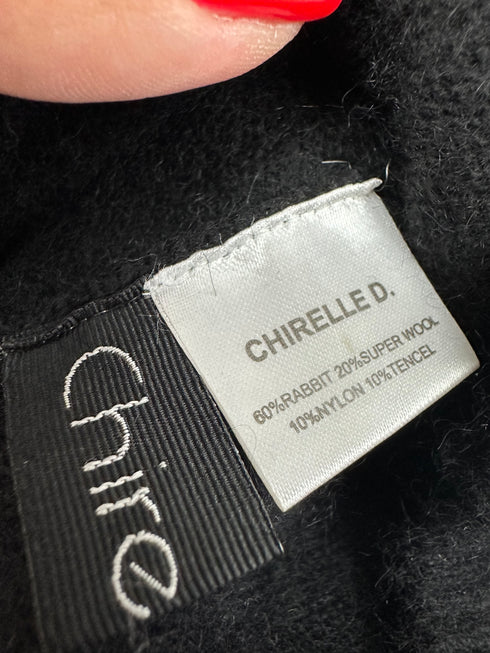 CHIRELLE D.
60%RABBIT 20%SUPER WOOL
10%NYLON 10%TENCEL
chire